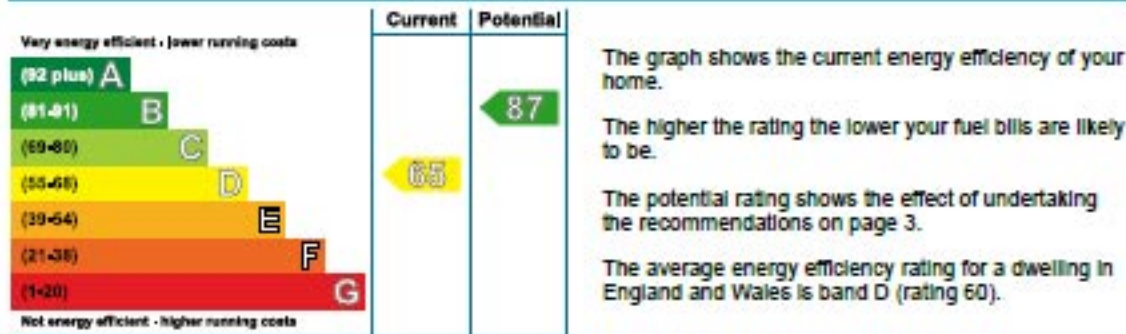 Current Potential
Very energy efficient - lower running costs
(92 plus) A
(81-91) B
87
(69-80) C
(55-68) D
65
(39-54) E
(21-38) F
(1-20) G
Not energy efficient - higher running costs
The graph shows the current energy efficiency of your
home.
The higher the rating the lower your fuel bills are likely
to be.
The potential rating shows the effect of undertaking
the recommendations on page 3.
The average energy efficiency rating for a dwelling in
England and Wales is band D (rating 60).